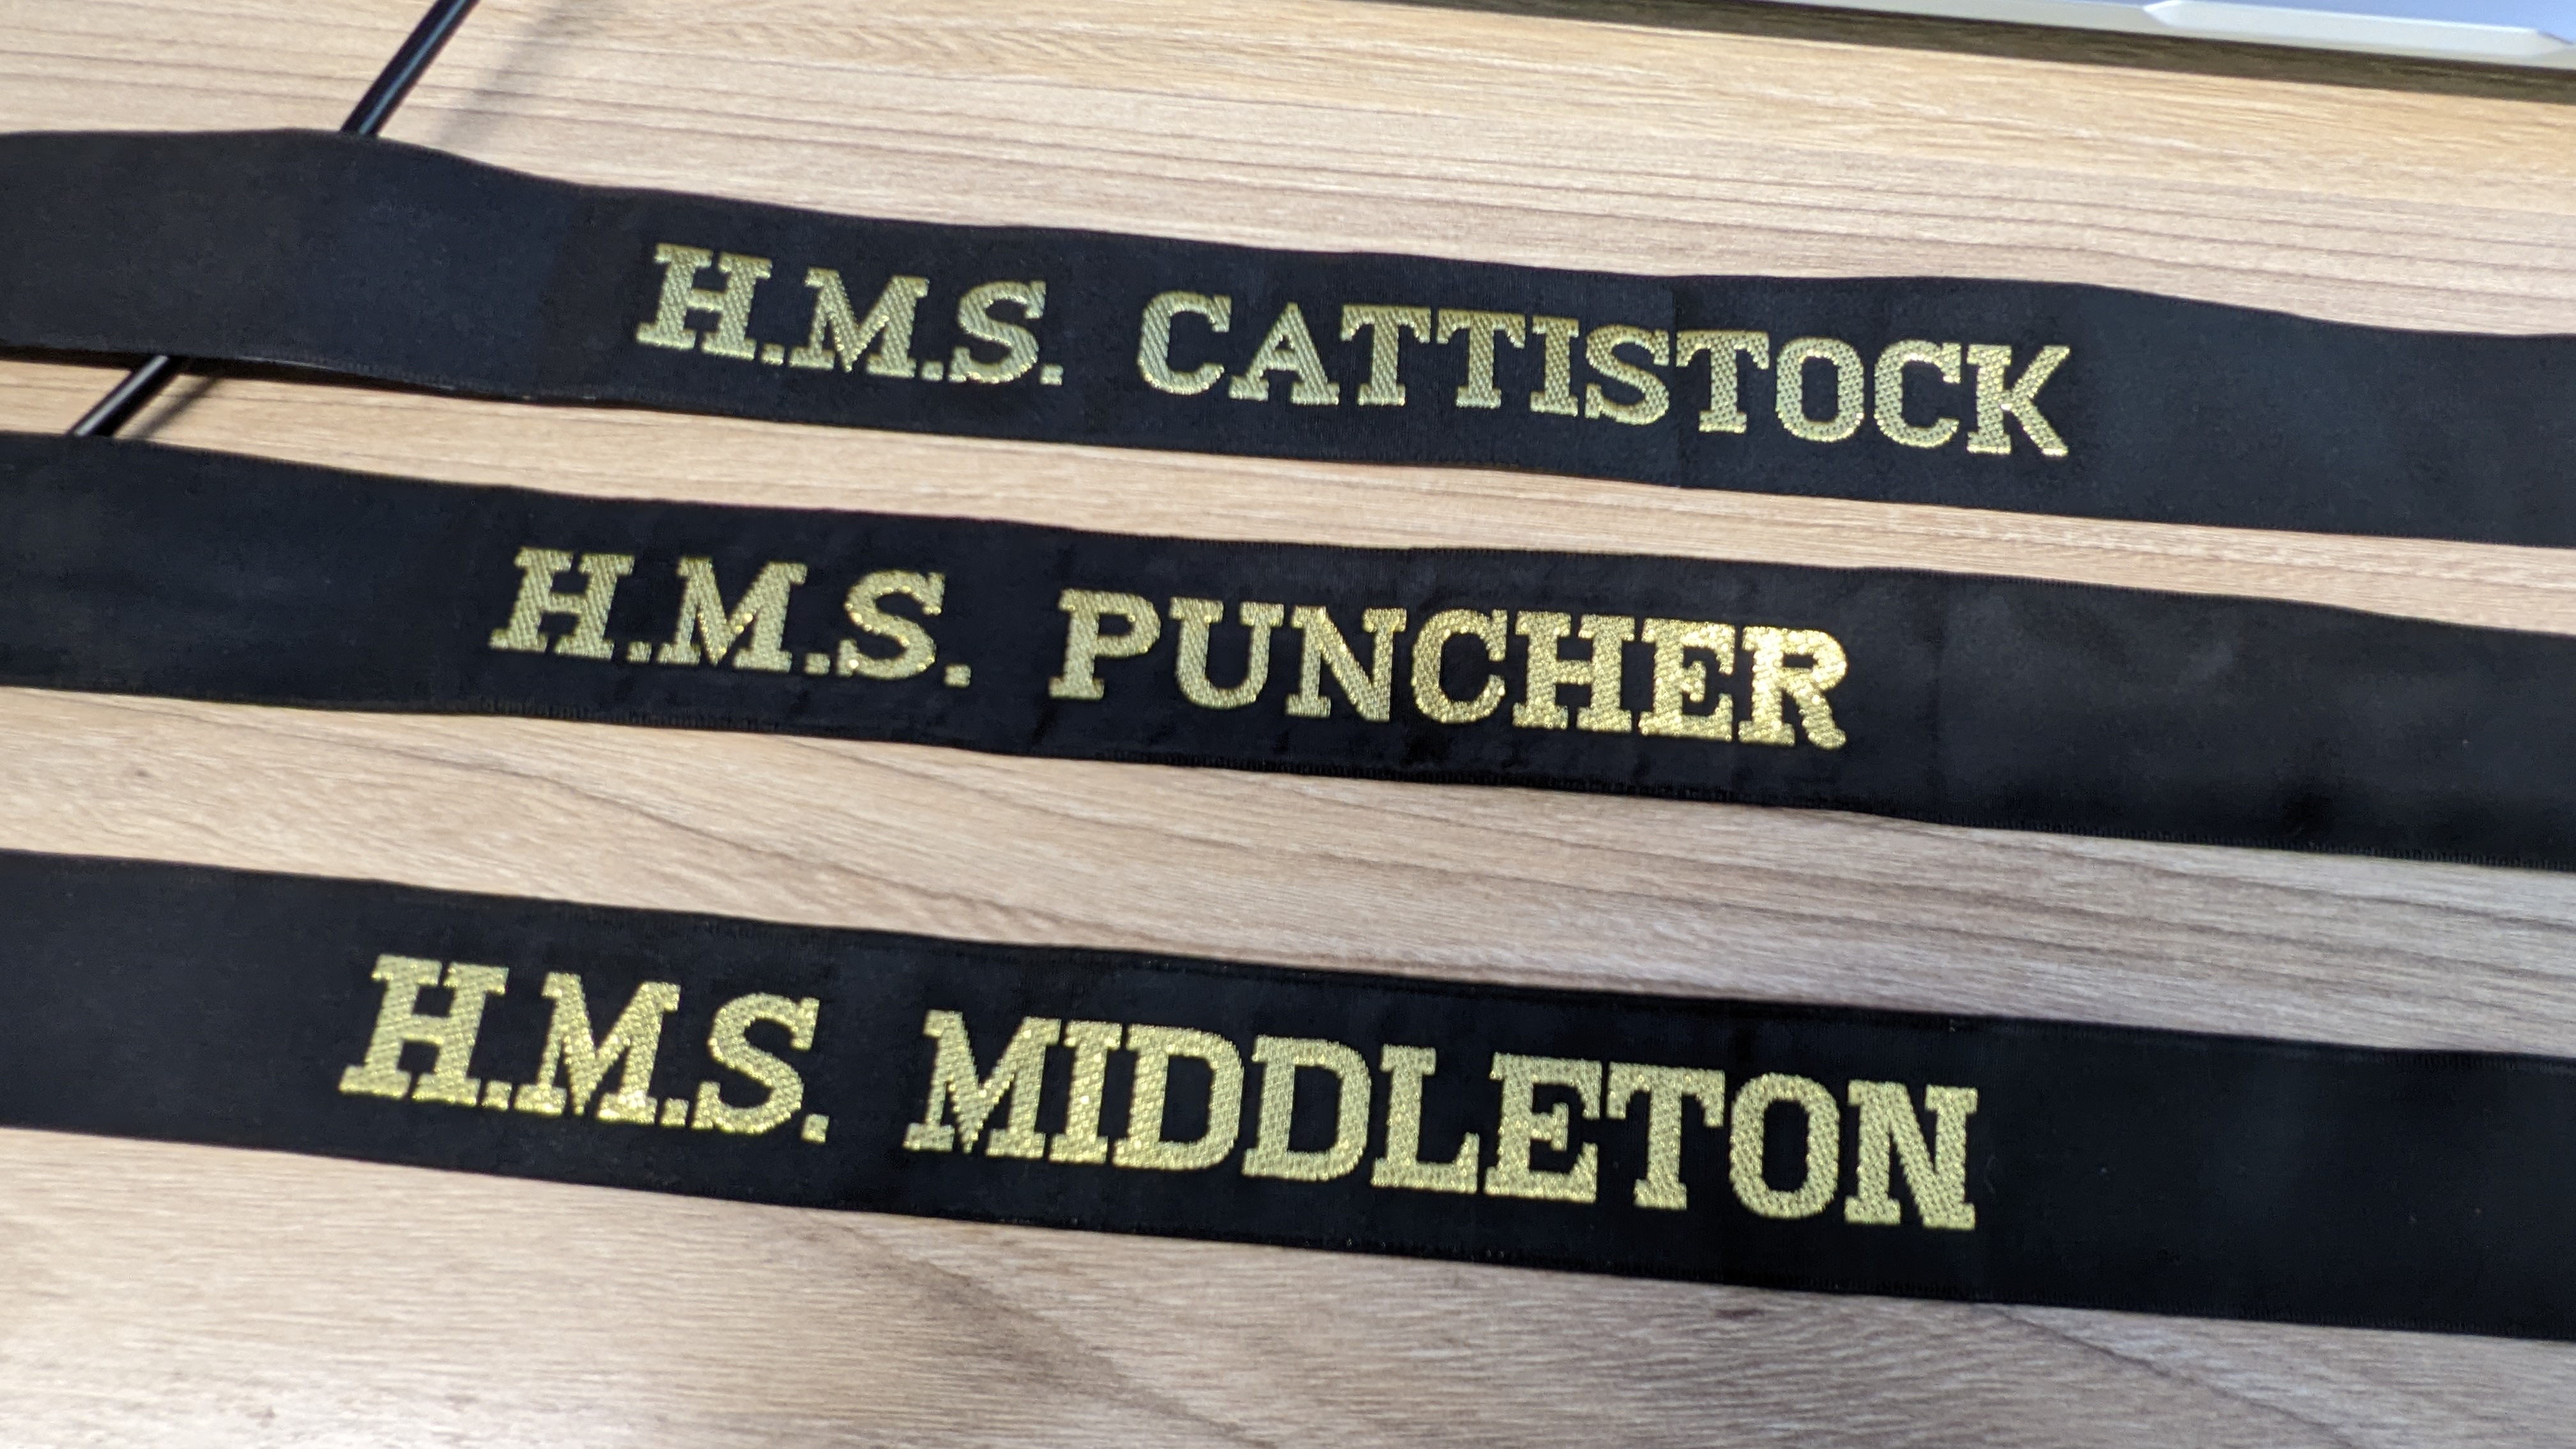 H.M.S. CATTISTOCK
H.M.S. PUNCHER
H.M.S. MIDDLETON